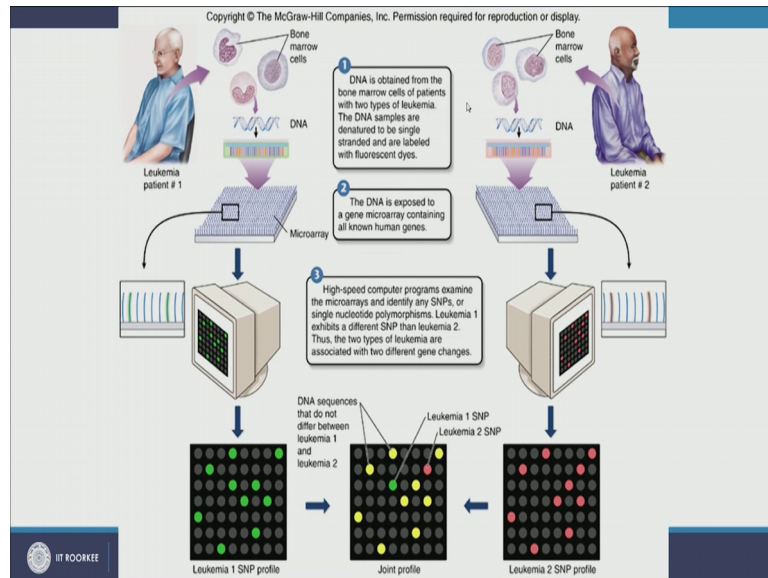 Copyright © The McGraw-Hill Companies, Inc. Permission required for reproduction or display.
Bone
marrow
cells
DNA
Leukemia
patient # 1
1
DNA is obtained from the
bone marrow cells of patients
with two types of leukemia.
The DNA samples are
denatured to be single
stranded and are labeled
with fluorescent dyes.
Bone
marrow
cells
DNA
Leukemia
patient # 2
2
The DNA is exposed to
a gene microarray containing
all known human genes.
Microarray
3
High-speed computer programs examine
the microarrays and identify any SNPs, or
single nucleotide polymorphisms. Leukemia 1
exhibits a different SNP than leukemia 2.
Thus, the two types of leukemia are
associated with two different gene changes.
DNA sequences
that do not
differ between
leukemia 1
and
leukemia 2
Leukemia 1 SNP
Leukemia 2 SNP
Leukemia 1 SNP profile
Joint profile
Leukemia 2 SNP profile
IIT ROORKEE